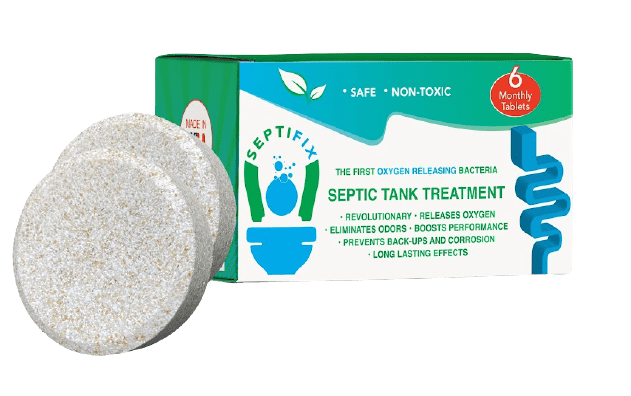 • SAFE • NON-TOXIC
6
Monthly
Tablets
MADE IN
SEPTIFIX
THE FIRST OXYGEN RELEASING BACTERIA
SEPTIC TANK TREATMENT
• REVOLUTIONARY • RELEASES OXYGEN
• ELIMINATES ODORS • BOOSTS PERFORMANCE
• PREVENTS BACK-UPS AND CORROSION
• LONG LASTING EFFECTS